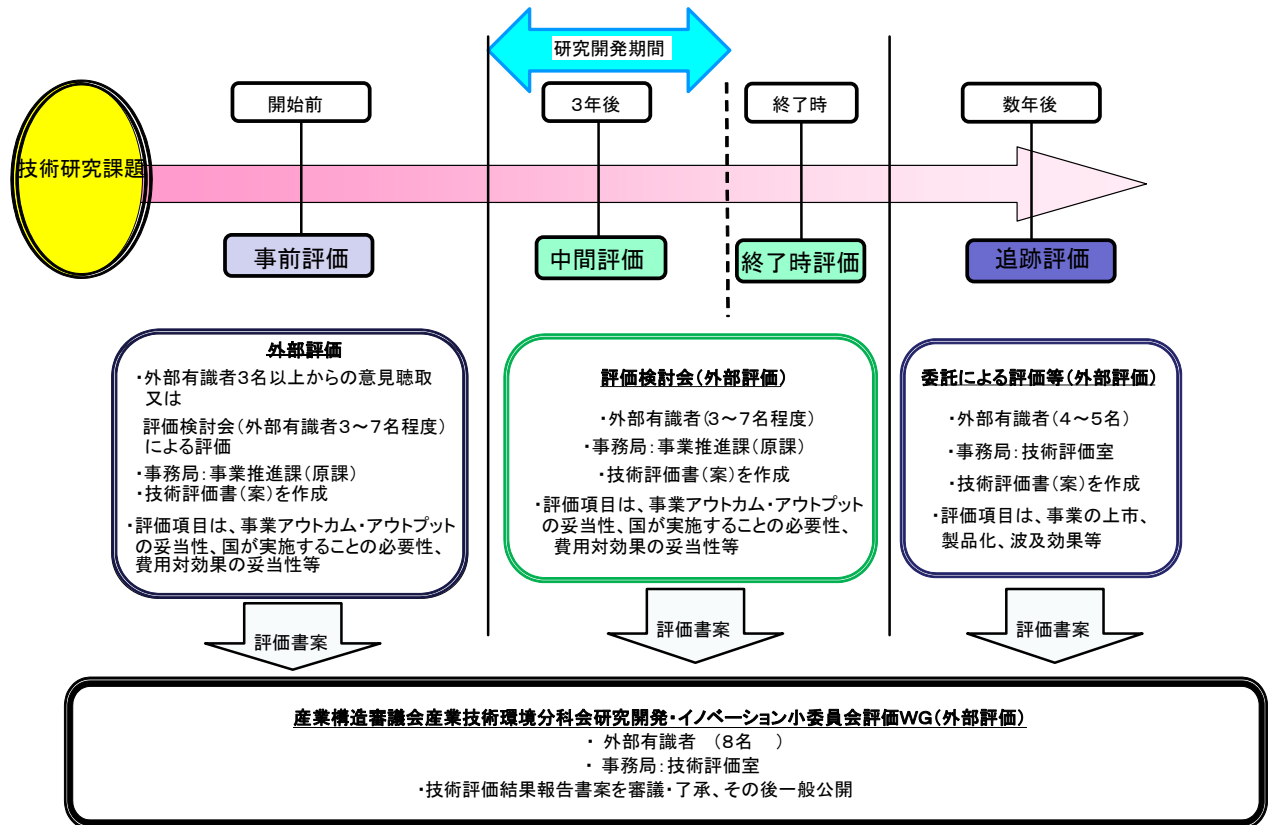 研究開発期間
開始前
3年後
終了時
数年後
技術研究課題
事前評価
中間評価
終了時評価
追跡評価
外部評価
・外部有識者3名以上からの意見聴取
又は
評価検討会(外部有識者3～7名程度)
による評価
・事務局:事業推進課(原課)
・技術評価書(案)を作成
・評価項目は、事業アウトカム・アウトプット
の妥当性、国が実施することの必要性、
費用対効果の妥当性等
評価検討会(外部評価)
・外部有識者(3～7名程度)
・事務局:事業推進課(原課)
・技術評価書(案)を作成
・評価項目は、事業アウトカム・アウトプット
の妥当性、国が実施することの必要性、
費用対効果の妥当性等
委託による評価等(外部評価)
・外部有識者(4～5名)
・事務局:技術評価室
・技術評価書(案)を作成
・評価項目は、事業の上市、
製品化、波及効果等
評価書案
評価書案
評価書案
産業構造審議会産業技術環境分科会研究開発・イノベーション小委員会評価WG(外部評価)
・ 外部有識者 (8名 )
・ 事務局:技術評価室
・技術評価結果報告書案を審議・了承、その後一般公開